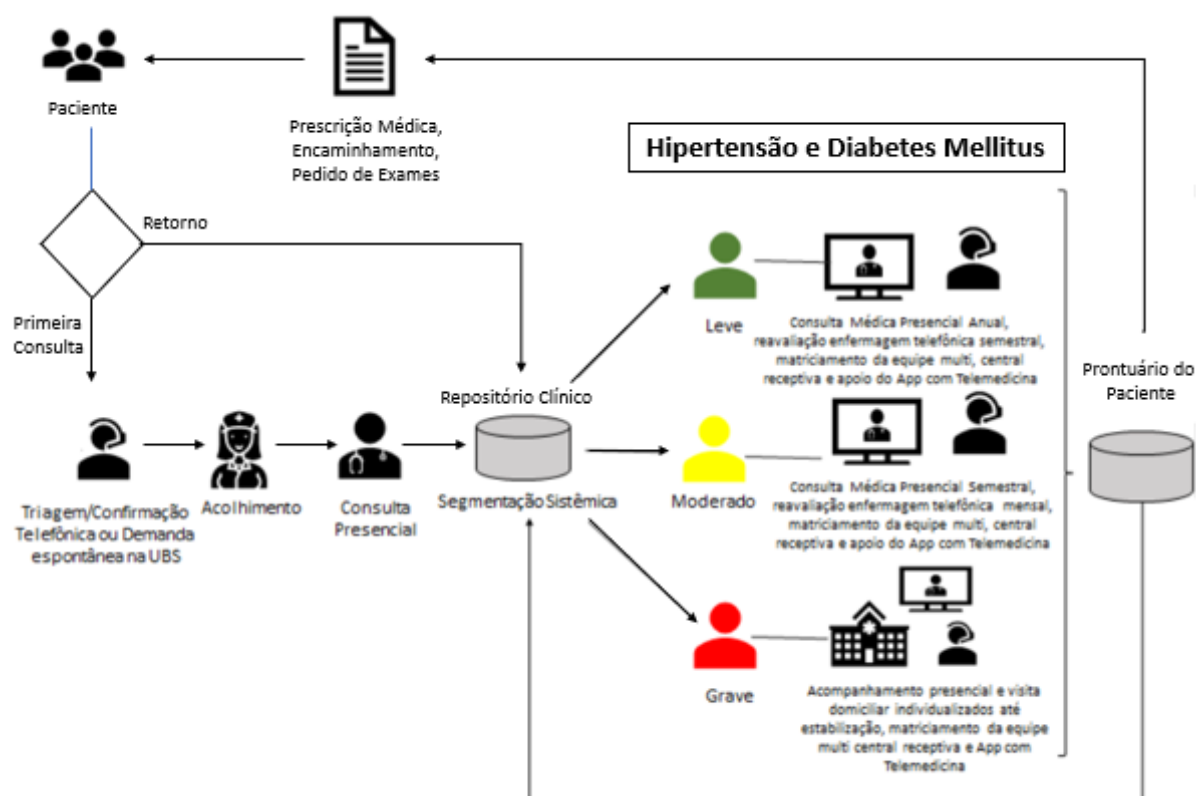 Paciente
Prescrição Médica,
Encaminhamento,
Pedido de Exames
Hipertensão e Diabetes Mellitus
Retorno
Primeira
Consulta
Leve
Consulta Médica Presencial Anual,
reavaliação enfermagem telefônica semestral,
matriciamento da equipe multi, central
receptiva e apoio do App com Telemedicina
Prontuário do
Paciente
Repositório Clínico
Triagem/Confirmação
Telefônica ou Demanda
espontânea na UBS
Acolhimento
Consulta
Presencial
Segmentação Sistêmica
Moderado
Consulta Médica Presencial Semestral,
reavaliação enfermagem telefônica mensal,
matriciamento da equipe multi, central
receptiva e apoio do App com Telemedicina
Grave
Acompanhamento presencial e visita
domiciliar individualizados até
estabilização, matriciamento da equipe
multi central receptiva e App com
Telemedicina